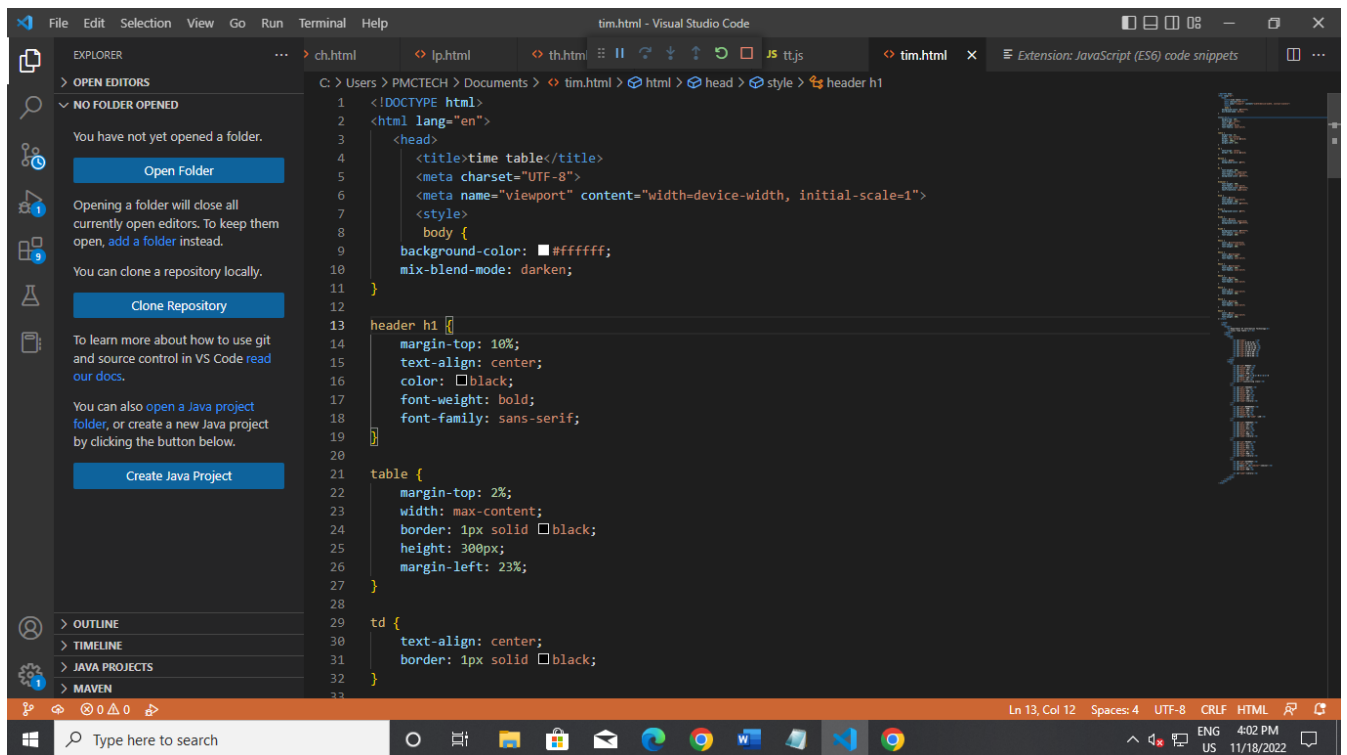 File Edit Selection View Go Run Terminal Help
tim.html - Visual Studio Code
EXPLORER
ch.html
lp.html
th.html
JS tt.js
tim.html
Extension: JavaScript (ES6) code snippets
OPEN EDITORS
NO FOLDER OPENED
You have not yet opened a folder.
Open Folder
Opening a folder will close all
currently open editors. To keep them
open, add a folder instead.
You can clone a repository locally.
Clone Repository
To learn more about how to use git
and source control in VS Code read
our docs.
You can also open a Java project
folder, or create a new Java project
by clicking the button below.
Create Java Project
OUTLINE
TIMELINE
JAVA PROJECTS
MAVEN
1
9
1
C: > Users > PMCTECH > Documents > tim.html > html > head > style > header h1
1 <!DOCTYPE html>
2 <html lang="en">
3 <head>
4 <title>time table</title>
5 <meta charset="UTF-8">
6 <meta name="viewport" content="width=device-width, initial-scale=1">
7 <style>
8 body {
9 background-color: #ffffff;
10 mix-blend-mode: darken;
11 }
12
13 header h1 {
14 margin-top: 10%;
15 text-align: center;
16 color: black;
17 font-weight: bold;
18 font-family: sans-serif;
19 }
20
21 table {
22 margin-top: 2%;
23 width: max-content;
24 border: 1px solid black;
25 height: 300px;
26 margin-left: 23%;
27 }
28
29 td {
30 text-align: center;
31 border: 1px solid black;
32 }
33
0 0
Ln 13, Col 12 Spaces: 4 UTF-8 CRLF HTML
Type here to search
ENG
US
4:02 PM
11/18/2022